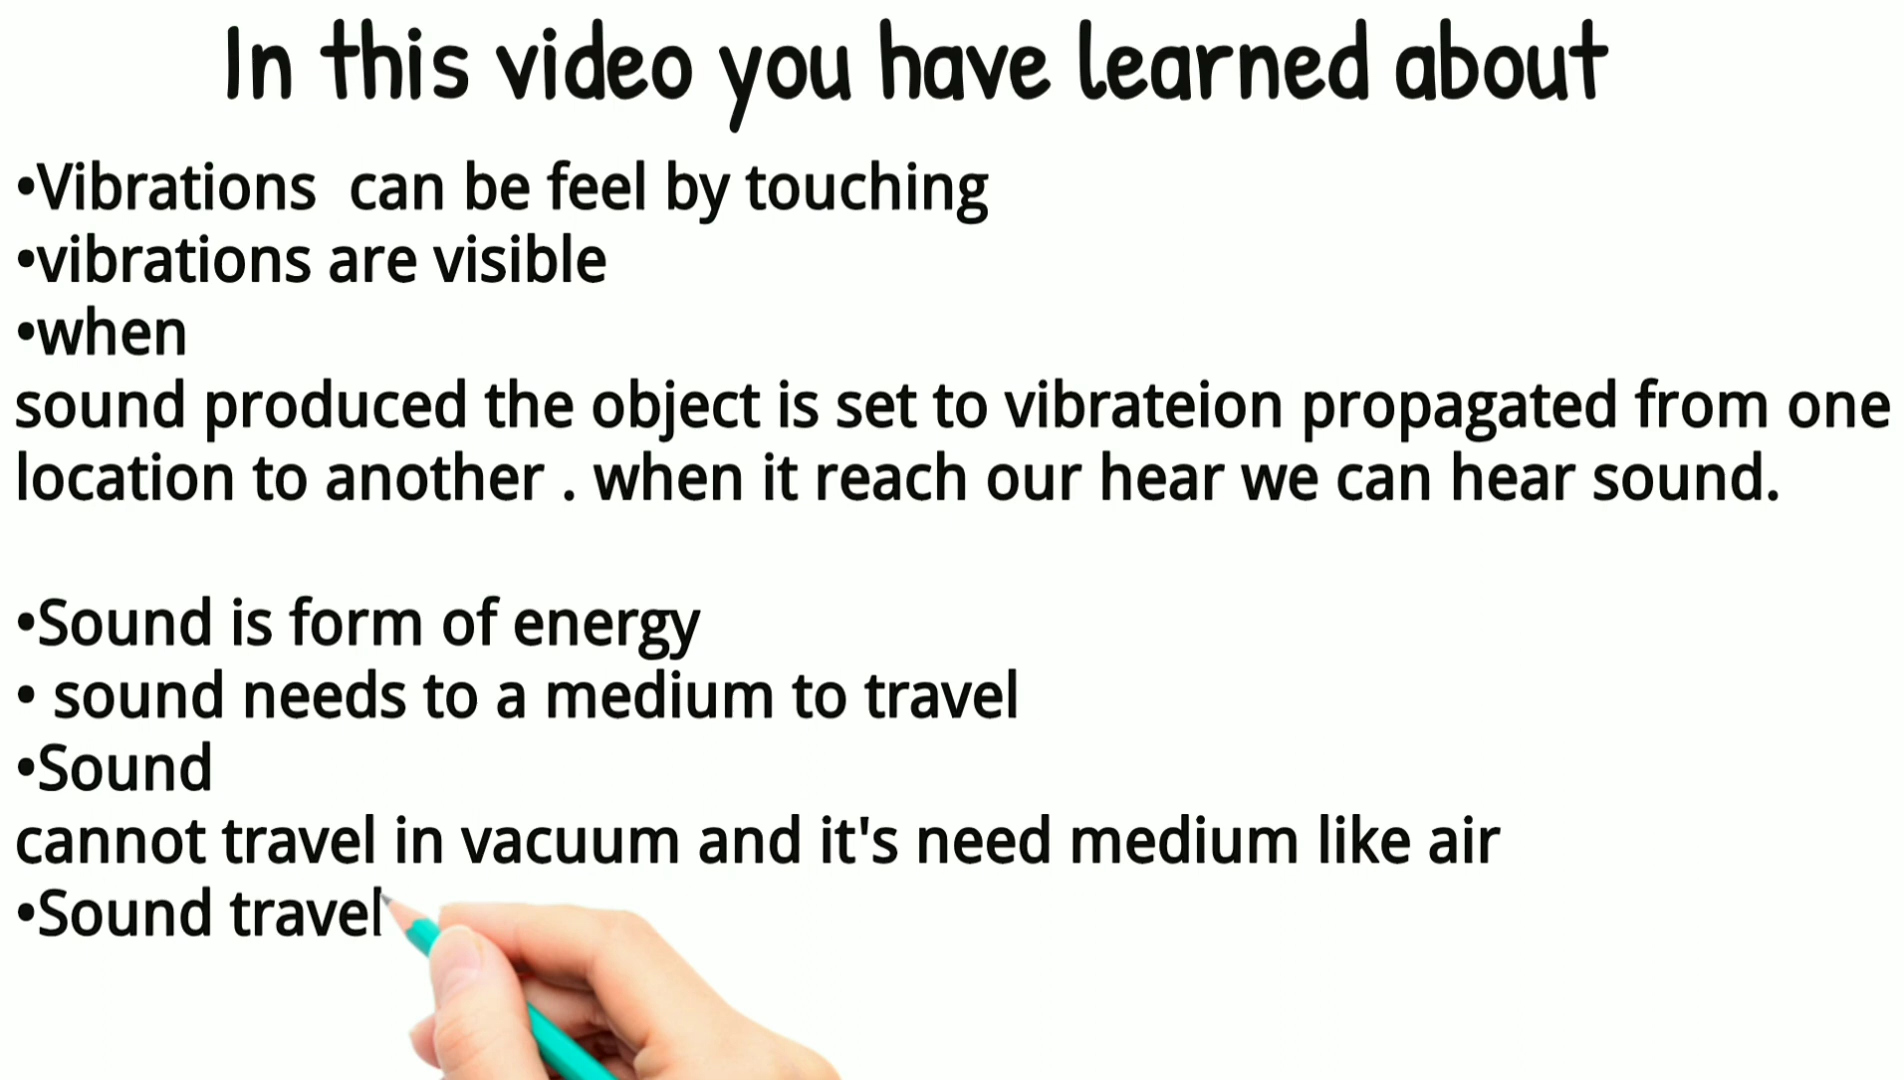 In this video you have learned about
•Vibrations  can be feel by touching
•vibrations are visible
•when
sound produced the object is set to vibrateion propagated from one
location to another . when it reach our hear we can hear sound.
•Sound is form of energy
• sound needs to a medium to travel
•Sound
cannot travel in vacuum and it's need medium like air
•Sound travel